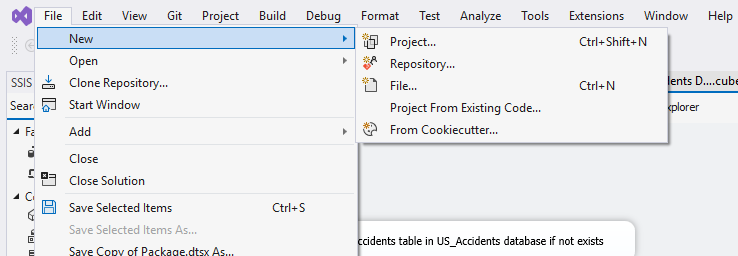 File Edit View Git Project Build Debug Format Test Analyze Tools Extensions Window Help
New
Project... Ctrl+Shift+N
Open
Repository...
Clone Repository...
File... Ctrl+N
Start Window
Project From Existing Code...
Add
From Cookiecutter...
Close
Close Solution
Save Selected Items Ctrl+S
Save Selected Items As...
Save Copy of Package.dtsx As...
SSIS
Sear
Fa
Co
dents D....cube
xplorer
ccidents table in US_Accidents database if not exists